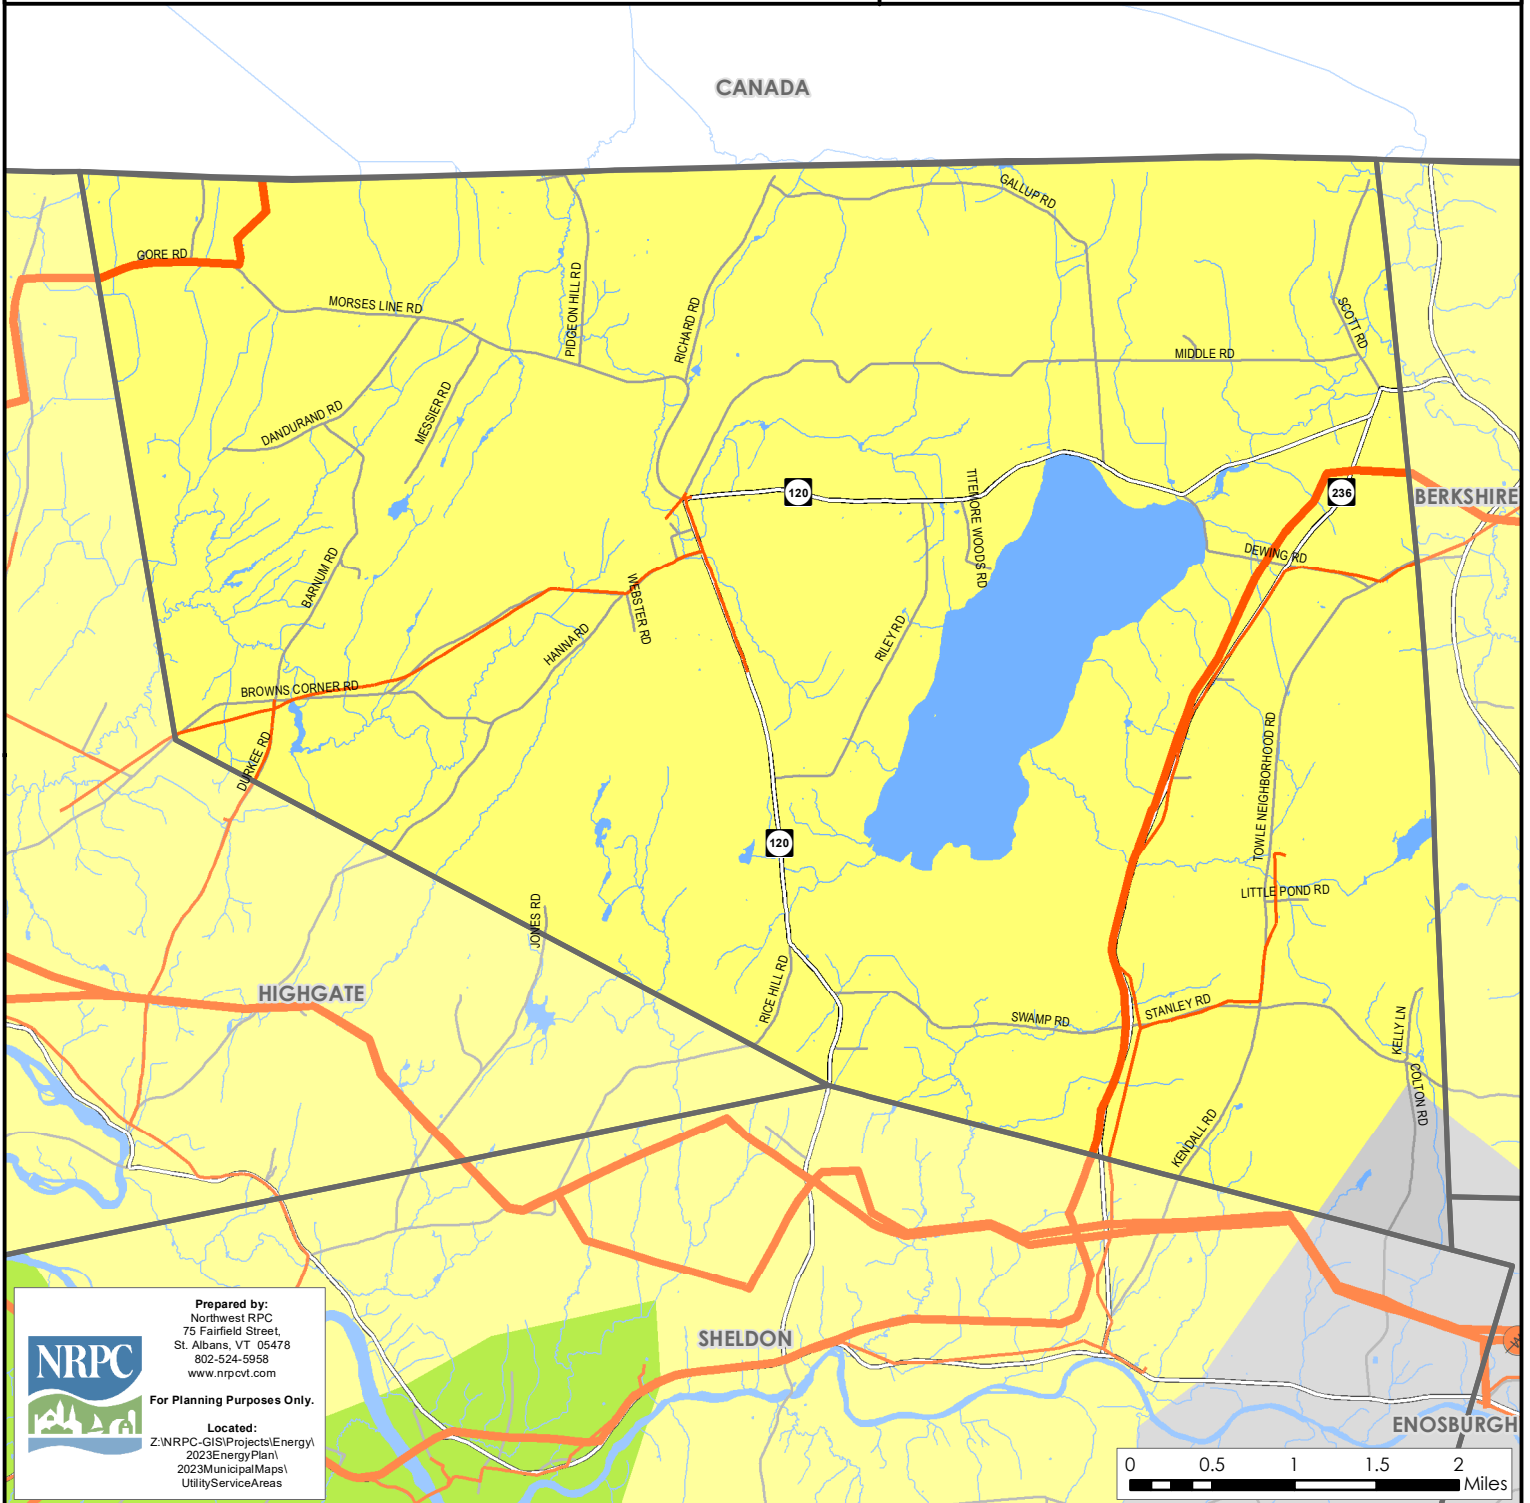 CANADA
GALLUP RD
GORE RD
MORSES LINE RD
PIDGEON HILL RD
RICHARD RD
SCOTT RD
MIDDLE RD
DANDURAND RD
MESSIER RD
120
TITEMORE WOODS RD
236
BERKSHIRE
DEWING RD
BARNUM RD
WEBSTER RD
HANNA RD
RILEY RD
BROWNS CORNER RD
DURKEE RD
TOWLE NEIGHBORHOOD RD
120
LITTLE POND RD
JONES RD
RICE HILL RD
HIGHGATE
SWAMP RD
STANLEY RD
KELLY LN
COLTON RD
KENDALL RD
SHELDON
ENOSBURGH
NRPC
Prepared by:
Northwest RPC
75 Fairfield Street,
St. Albans, VT 05478
802-524-5958
www.nrpcvt.com
For Planning Purposes Only.
Located:
Z:\NRPC-GIS\Projects\Energy\
2023EnergyPlan\
2023MunicipalMaps\
UtilityServiceAreas
0 0.5 1 1.5 2
Miles